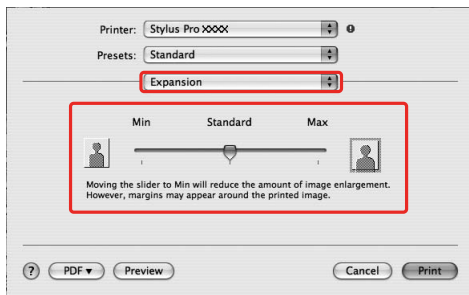 Printer: Stylus Pro XXXX
Presets: Standard
Expansion
Min Standard Max
Moving the slider to Min will reduce the amount of image enlargement.
However, margins may appear around the printed image.
? PDF ▼ Preview Cancel Print